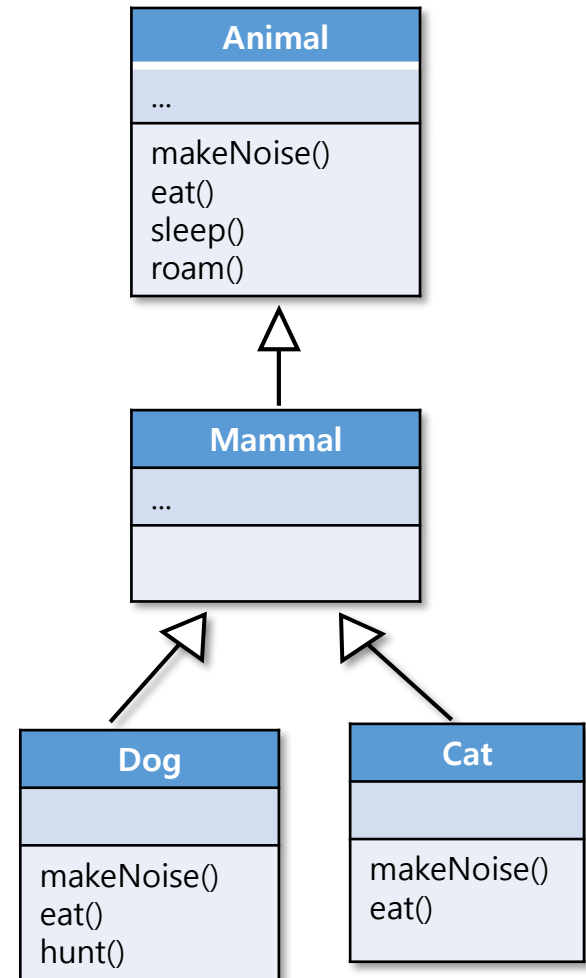 Animal
...
makeNoise()
eat()
sleep()
roam()
Mammal
...
Dog
makeNoise()
eat()
hunt()
Cat
makeNoise()
eat()